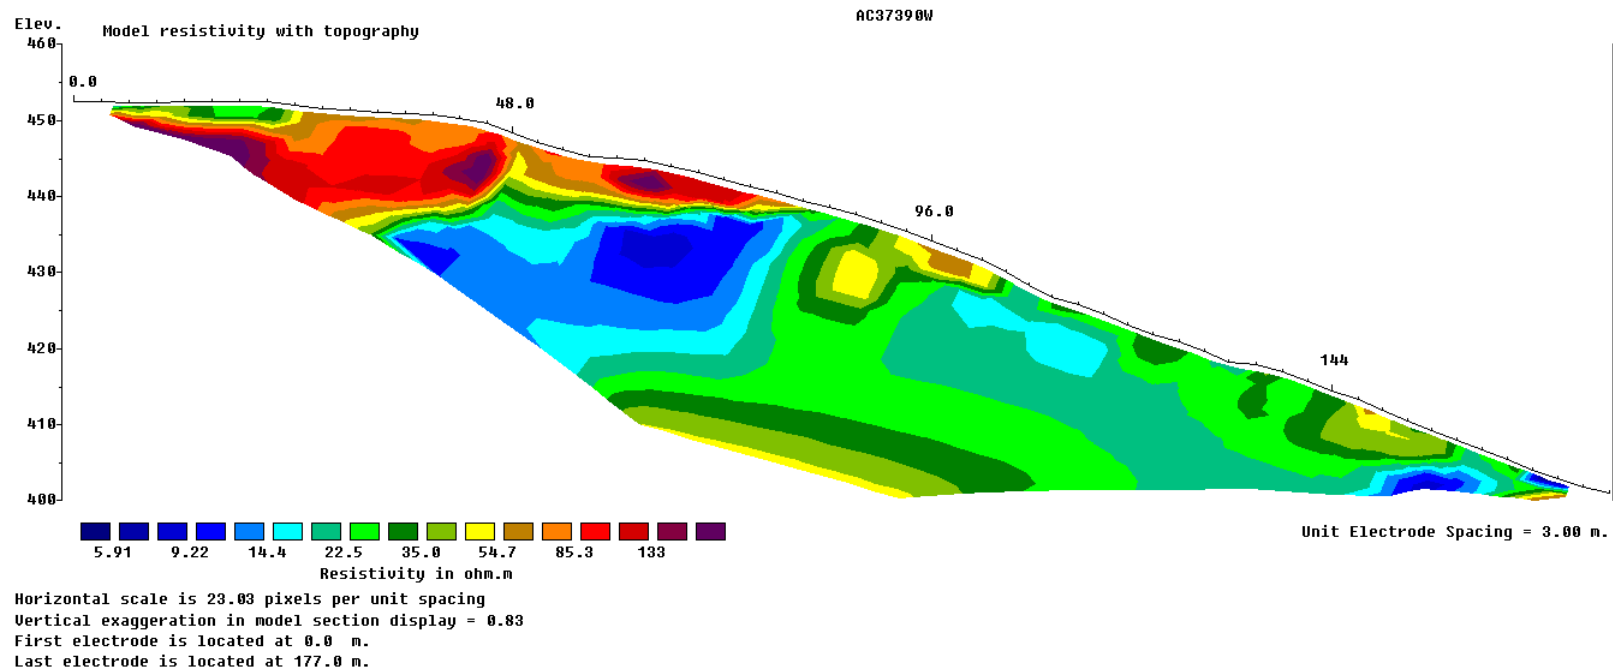 AC37390W
Elev.
Model resistivity with topography
460
0.0
48.0
450
440
96.0
430
420
144
410
400
5.91 9.22 14.4 22.5 35.0 54.7 85.3 133
Unit Electrode Spacing = 3.00 m.
Resistivity in ohm.m
Horizontal scale is 23.03 pixels per unit spacing
Vertical exaggeration in model section display = 0.83
First electrode is located at 0.0 m.
Last electrode is located at 177.0 m.